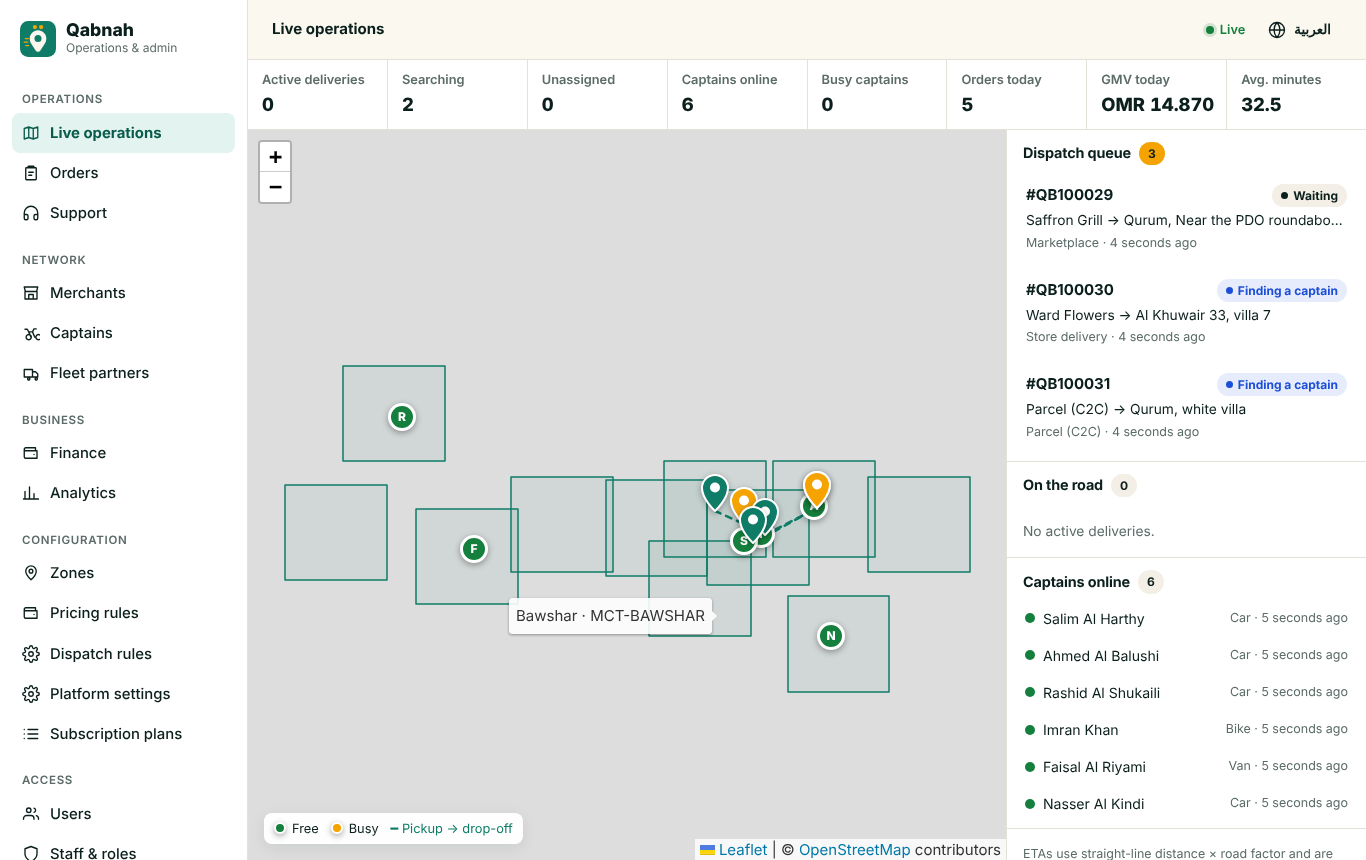 Qabnah
Operations & admin
OPERATIONS
Live operations
Orders
Support
NETWORK
Merchants
Captains
Fleet partners
BUSINESS
Finance
Analytics
CONFIGURATION
Zones
Pricing rules
Dispatch rules
Platform settings
Subscription plans
ACCESS
Users
Staff & roles
Live operations
Live
العربية
Active deliveries
0
Searching
2
Unassigned
0
Captains online
6
Busy captains
0
Orders today
5
GMV today
OMR 14.870
Avg. minutes
32.5
+
−
R
F
S
N
Bawshar · MCT-BAWSHAR
Free
Busy
Pickup → drop-off
Leaflet | © OpenStreetMap contributors
Dispatch queue 3
#QB100029
Waiting
Saffron Grill → Qurum, Near the PDO roundabo...
Marketplace · 4 seconds ago
#QB100030
Finding a captain
Ward Flowers → Al Khuwair 33, villa 7
Store delivery · 4 seconds ago
#QB100031
Finding a captain
Parcel (C2C) → Qurum, white villa
Parcel (C2C) · 4 seconds ago
On the road 0
No active deliveries.
Captains online 6
Salim Al Harthy
Car · 5 seconds ago
Ahmed Al Balushi
Car · 5 seconds ago
Rashid Al Shukaili
Car · 5 seconds ago
Imran Khan
Bike · 5 seconds ago
Faisal Al Riyami
Van · 5 seconds ago
Nasser Al Kindi
Car · 5 seconds ago
ETAs use straight-line distance × road factor and are